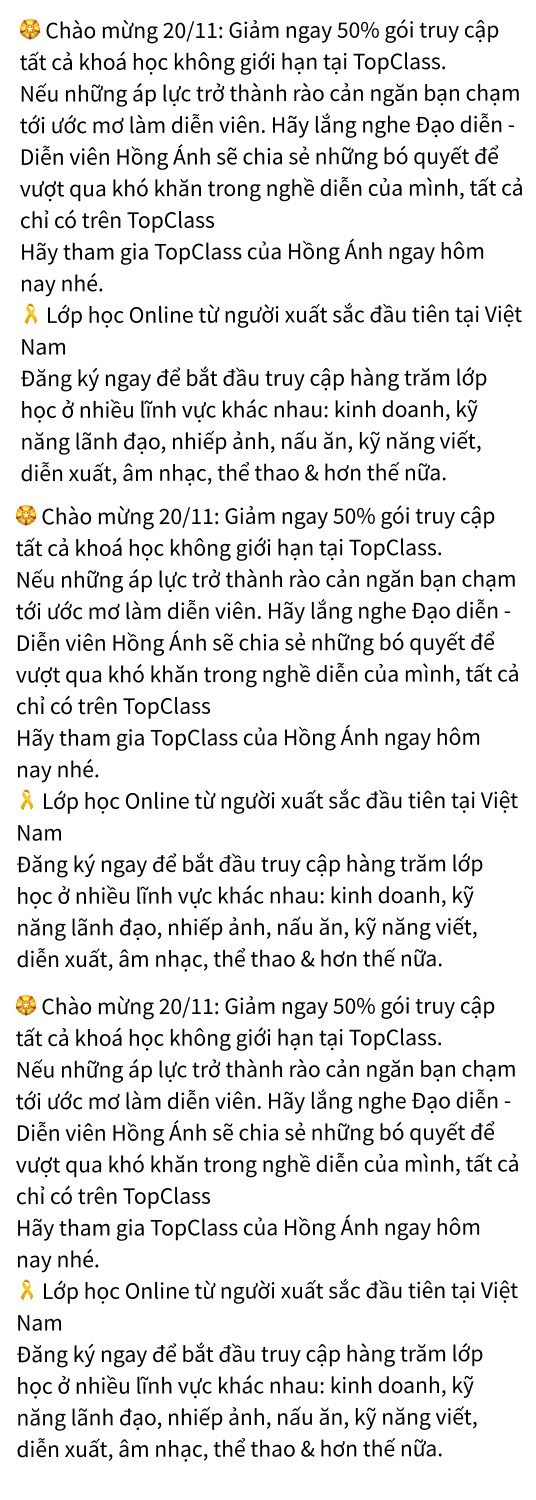 🏵 Chào mừng 20/11: Giảm ngay 50% gói truy cập
tất cả khoá học không giới hạn tại TopClass.
Nếu những áp lực trở thành rào cản ngăn bạn chạm
tới ước mơ làm diễn viên. Hãy lắng nghe Đạo diễn -
Diễn viên Hồng Ánh sẽ chia sẻ những bó quyết để
vượt qua khó khăn trong nghề diễn của mình, tất cả
chỉ có trên TopClass
Hãy tham gia TopClass của Hồng Ánh ngay hôm
nay nhé.
🎗 Lớp học Online từ người xuất sắc đầu tiên tại Việt
Nam
Đăng ký ngay để bắt đầu truy cập hàng trăm lớp
học ở nhiều lĩnh vực khác nhau: kinh doanh, kỹ
năng lãnh đạo, nhiếp ảnh, nấu ăn, kỹ năng viết,
diễn xuất, âm nhạc, thể thao & hơn thế nữa.
🏵 Chào mừng 20/11: Giảm ngay 50% gói truy cập
tất cả khoá học không giới hạn tại TopClass.
Nếu những áp lực trở thành rào cản ngăn bạn chạm
tới ước mơ làm diễn viên. Hãy lắng nghe Đạo diễn -
Diễn viên Hồng Ánh sẽ chia sẻ những bó quyết để
vượt qua khó khăn trong nghề diễn của mình, tất cả
chỉ có trên TopClass
Hãy tham gia TopClass của Hồng Ánh ngay hôm
nay nhé.
🎗 Lớp học Online từ người xuất sắc đầu tiên tại Việt
Nam
Đăng ký ngay để bắt đầu truy cập hàng trăm lớp
học ở nhiều lĩnh vực khác nhau: kinh doanh, kỹ
năng lãnh đạo, nhiếp ảnh, nấu ăn, kỹ năng viết,
diễn xuất, âm nhạc, thể thao & hơn thế nữa.
🏵 Chào mừng 20/11: Giảm ngay 50% gói truy cập
tất cả khoá học không giới hạn tại TopClass.
Nếu những áp lực trở thành rào cản ngăn bạn chạm
tới ước mơ làm diễn viên. Hãy lắng nghe Đạo diễn -
Diễn viên Hồng Ánh sẽ chia sẻ những bó quyết để
vượt qua khó khăn trong nghề diễn của mình, tất cả
chỉ có trên TopClass
Hãy tham gia TopClass của Hồng Ánh ngay hôm
nay nhé.
🎗 Lớp học Online từ người xuất sắc đầu tiên tại Việt
Nam
Đăng ký ngay để bắt đầu truy cập hàng trăm lớp
học ở nhiều lĩnh vực khác nhau: kinh doanh, kỹ
năng lãnh đạo, nhiếp ảnh, nấu ăn, kỹ năng viết,
diễn xuất, âm nhạc, thể thao & hơn thế nữa.